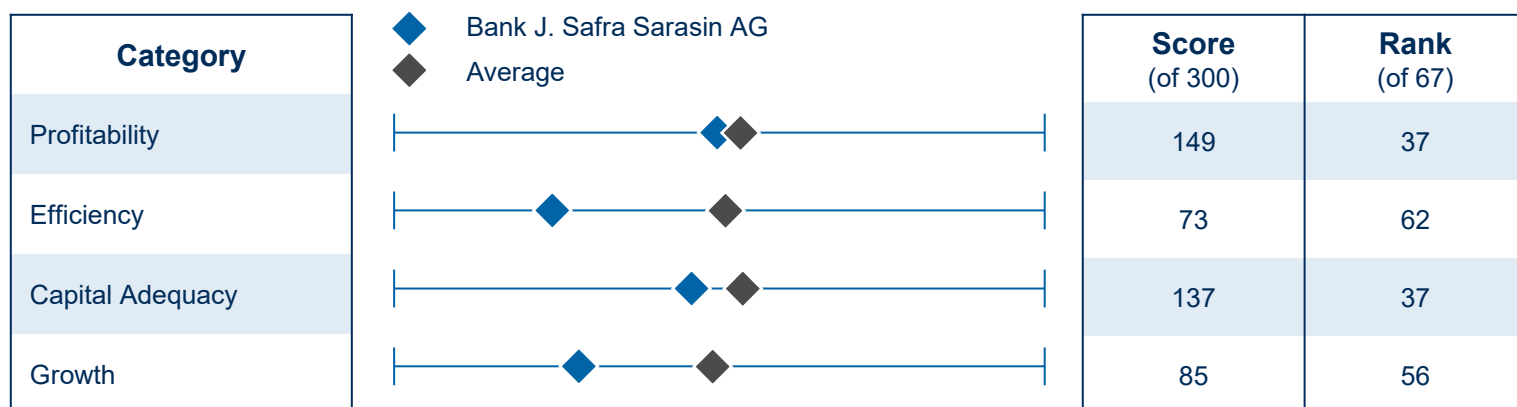 Category
Bank J. Safra Sarasin AG
Average
Score Rank
(of 300) (of 67)
Profitability 149 37
Efficiency 73 62
Capital Adequacy 137 37
Growth 85 56